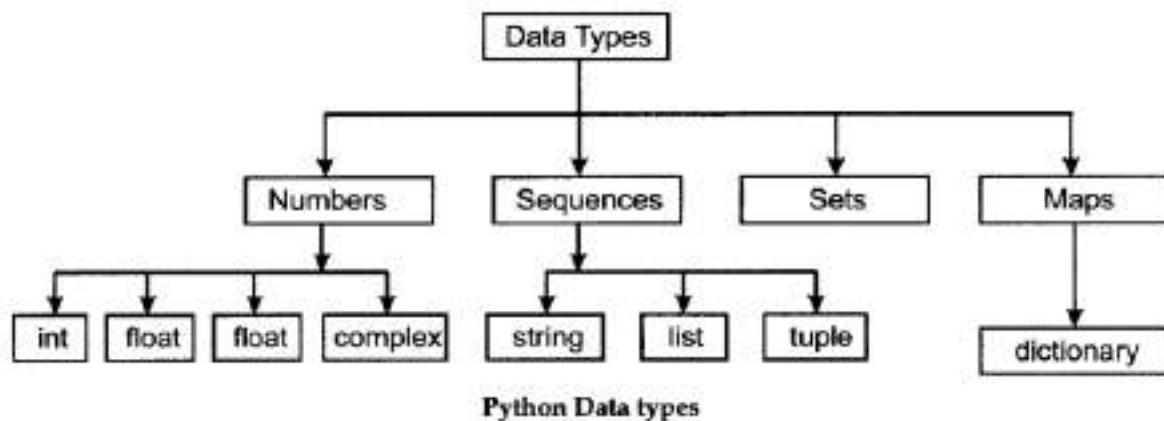 Data Types
Numbers Sequences Sets Maps
int float float complex string list tuple dictionary
Python Data types